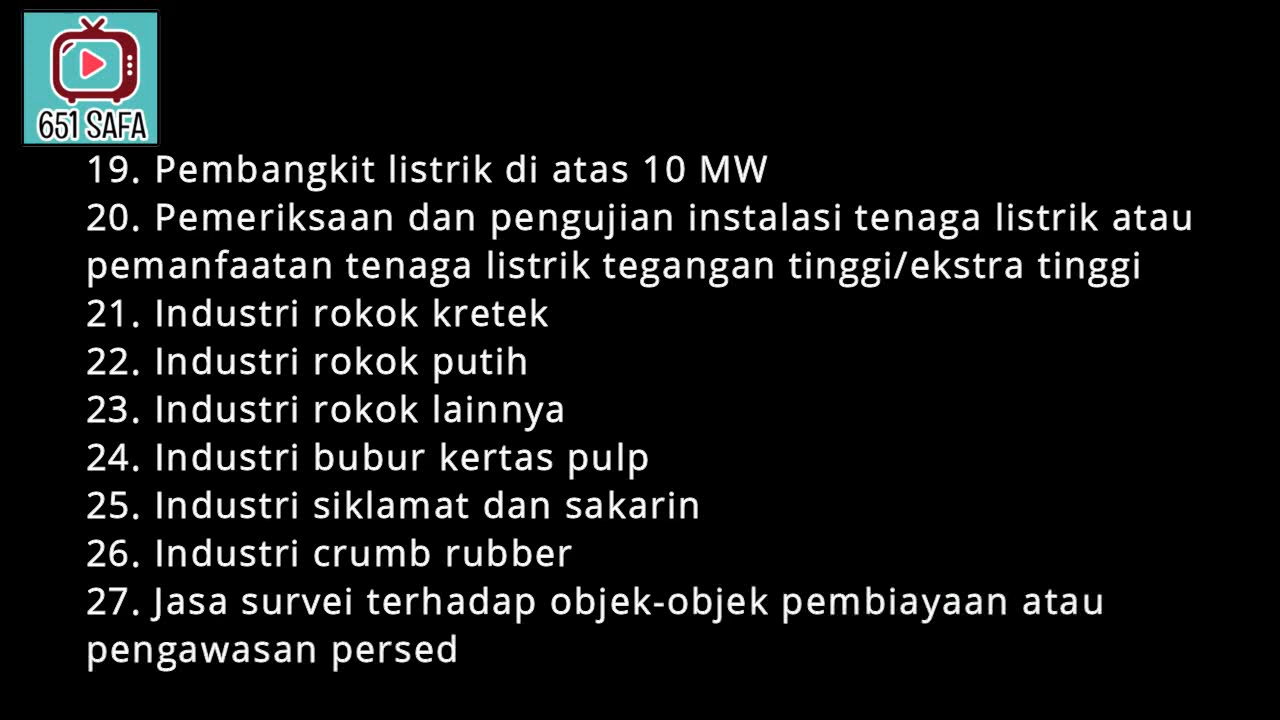 651 SAFA
19. Pembangkit listrik di atas 10 MW
20. Pemeriksaan dan pengujian instalasi tenaga listrik atau
pemanfaatan tenaga listrik tegangan tinggi/ekstra tinggi
21. Industri rokok kretek
22. Industri rokok putih
23. Industri rokok lainnya
24. Industri bubur kertas pulp
25. Industri siklamat dan sakarin
26. Industri crumb rubber
27. Jasa survei terhadap objek-objek pembiayaan atau
pengawasan persed